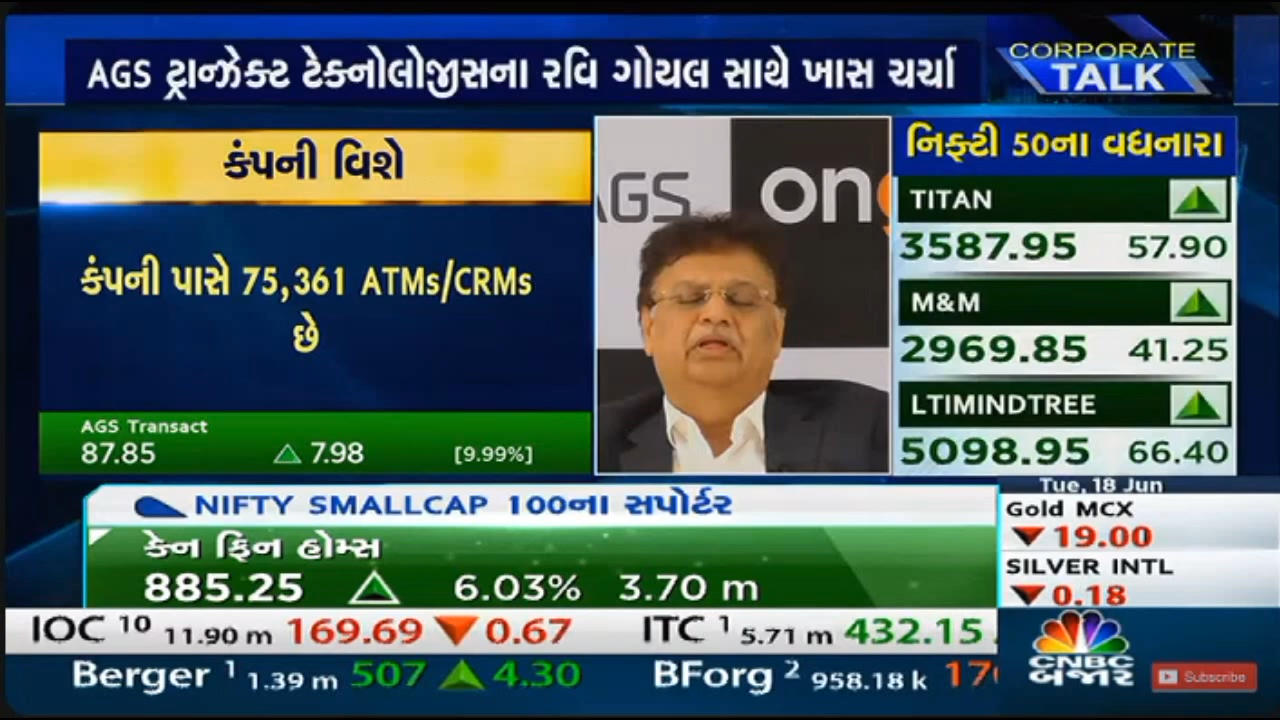 AGS ટ્રાન્ઝેક્ટ ટેક્નોલોજીસના રવિ ગોયલ સાથે ખાસ ચર્ચા
CORPORATE
TALK
કંપની વિશે
કંપની પાસે 75,361 ATMs/CRMs
છે
AGS Transact
87.85 7.98 [9.99%]
AGS on
નિફ્ટી 50ના વધનારા
TITAN
3587.95 57.90
M&M
2969.85 41.25
LTIMINDTREE
5098.95 66.40
Tue, 18 Jun
NIFTY SMALLCAP 100ના સપોર્ટર
કેન ફિન હોમ્સ
885.25 6.03% 3.70 m
Gold MCX
19.00
SILVER INTL
0.18
IOC 10 11.90 m 169.69 0.67 ITC 1 5.71 m 432.15
Berger 1 1.39 m 507 4.30 BForg 2 958.18 k
CNBC
બજાર
Subscribe